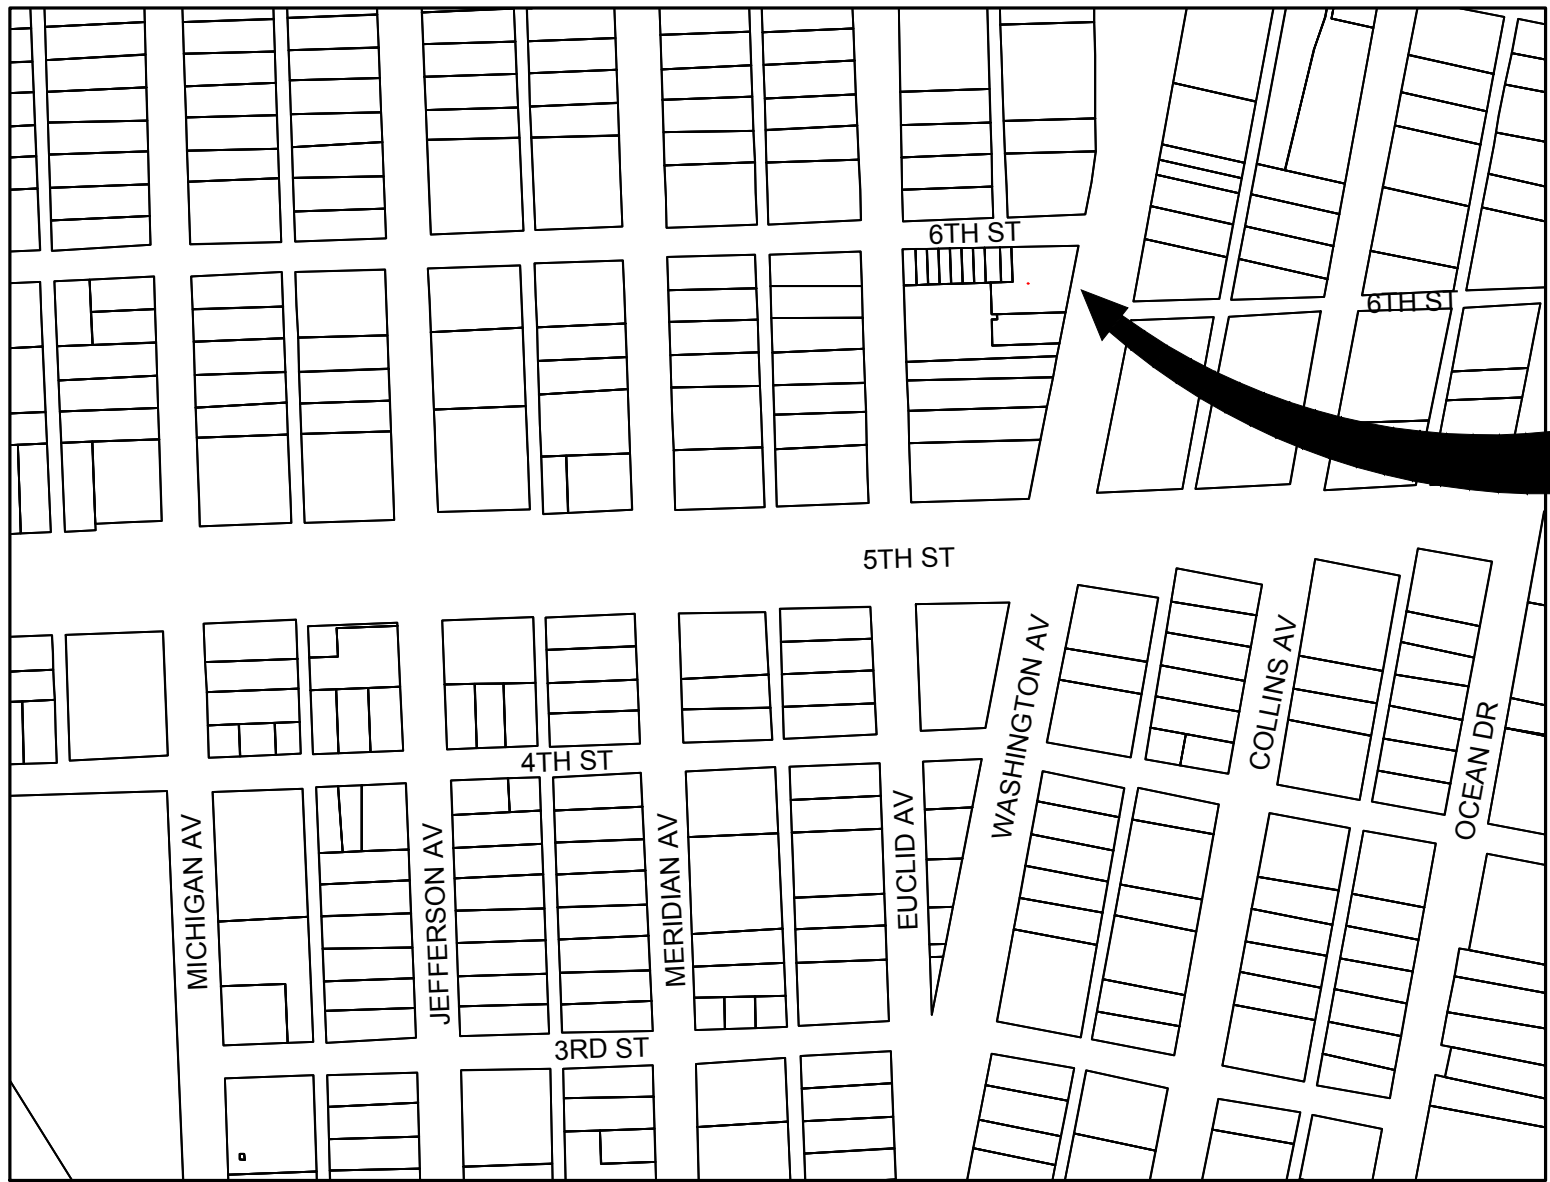 6TH ST
6TH ST
5TH ST
WASHINGTON AV
COLLINS AV
OCEAN DR
4TH ST
MICHIGAN AV
JEFFERSON AV
MERIDIAN AV
EUCLID AV
3RD ST